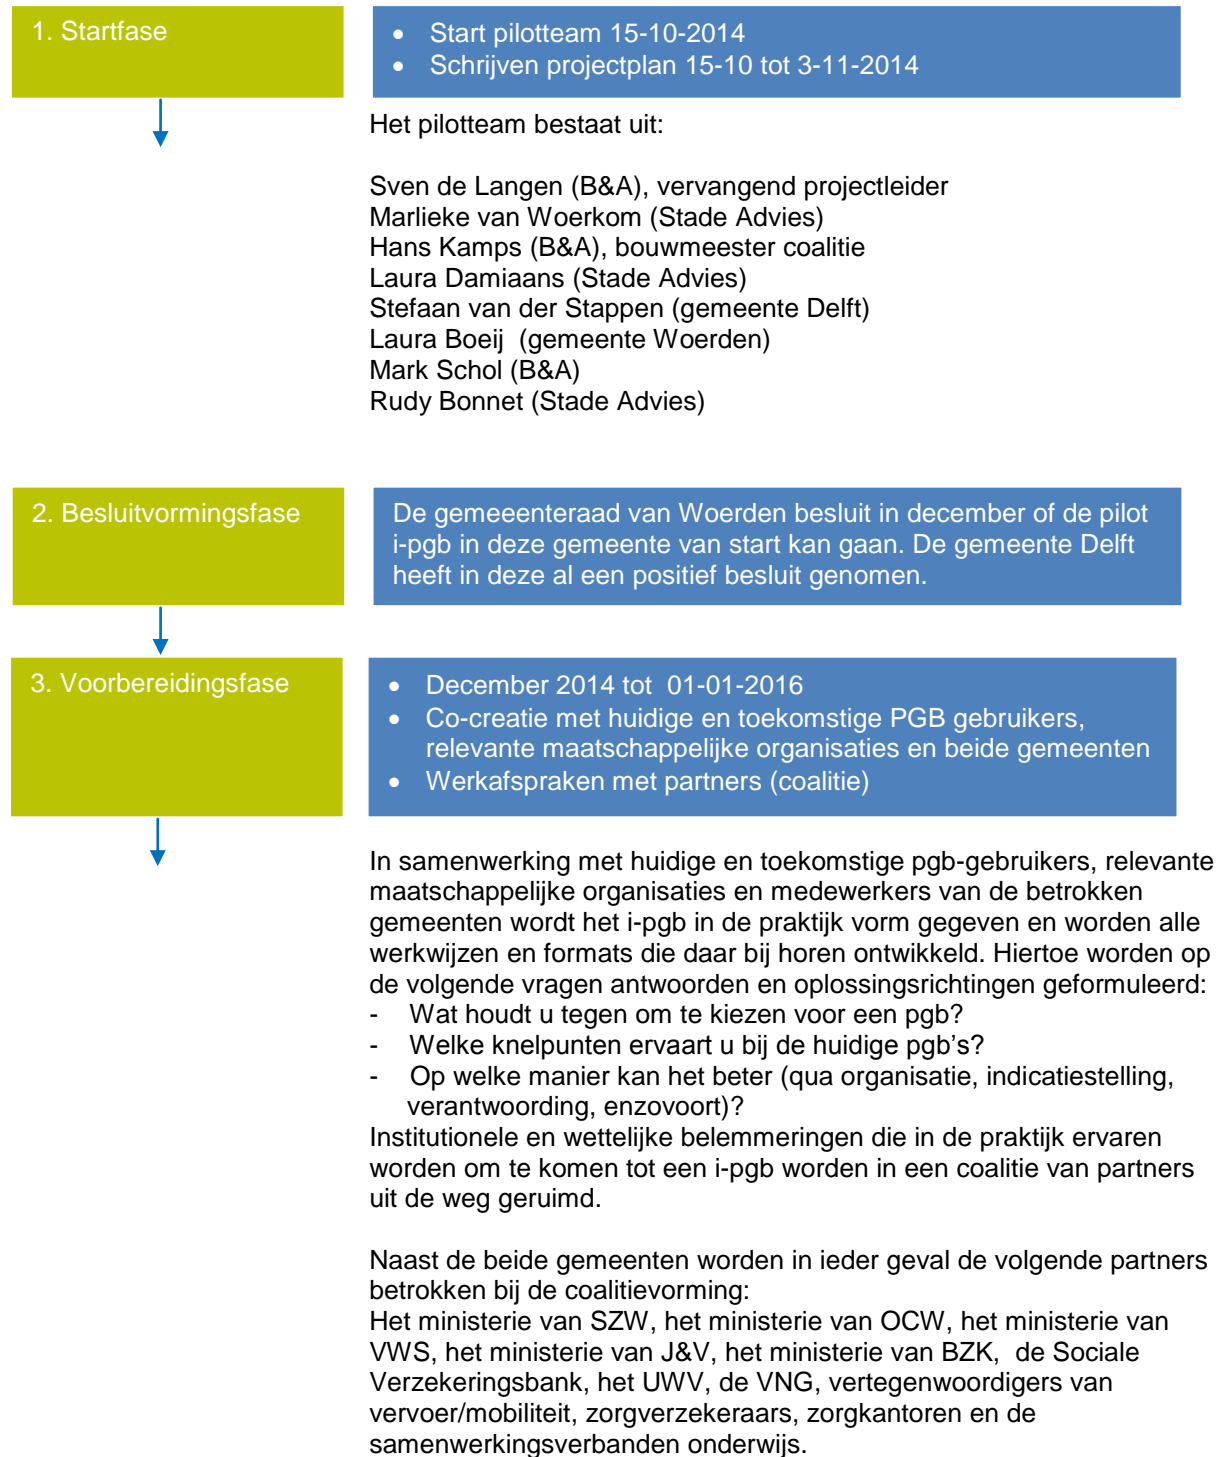 1. Startfase
• Start pilotteam 15-10-2014
• Schrijven projectplan 15-10 tot 3-11-2014
Het pilotteam bestaat uit:
Sven de Langen (B&A), vervangend projectleider
Marlieke van Woerkom (Stade Advies)
Hans Kamps (B&A), bouwmeester coalitie
Laura Damiaans (Stade Advies)
Stefaan van der Stappen (gemeente Delft)
Laura Boeij (gemeente Woerden)
Mark Schol (B&A)
Rudy Bonnet (Stade Advies)
2. Besluitvormingsfase
De gemeeenteraad van Woerden besluit in december of de pilot
i-pgb in deze gemeente van start kan gaan. De gemeente Delft
heeft in deze al een positief besluit genomen.
3. Voorbereidingsfase
• December 2014 tot 01-01-2016
• Co-creatie met huidige en toekomstige PGB gebruikers,
relevante maatschappelijke organisaties en beide gemeenten
• Werkafspraken met partners (coalitie)
In samenwerking met huidige en toekomstige pgb-gebruikers, relevante
maatschappelijke organisaties en medewerkers van de betrokken
gemeenten wordt het i-pgb in de praktijk vorm gegeven en worden alle
werkwijzen en formats die daar bij horen ontwikkeld. Hiertoe worden op
de volgende vragen antwoorden en oplossingsrichtingen geformuleerd:
- Wat houdt u tegen om te kiezen voor een pgb?
- Welke knelpunten ervaart u bij de huidige pgb’s?
- Op welke manier kan het beter (qua organisatie, indicatiestelling,
verantwoording, enzovoort)?
Institutionele en wettelijke belemmeringen die in de praktijk ervaren
worden om te komen tot een i-pgb worden in een coalitie van partners
uit de weg geruimd.
Naast de beide gemeenten worden in ieder geval de volgende partners
betrokken bij de coalitievorming:
Het ministerie van SZW, het ministerie van OCW, het ministerie van
VWS, het ministerie van J&V, het ministerie van BZK, de Sociale
Verzekeringsbank, het UWV, de VNG, vertegenwoordigers van
vervoer/mobiliteit, zorgverzekeraars, zorgkantoren en de
samenwerkingsverbanden onderwijs.